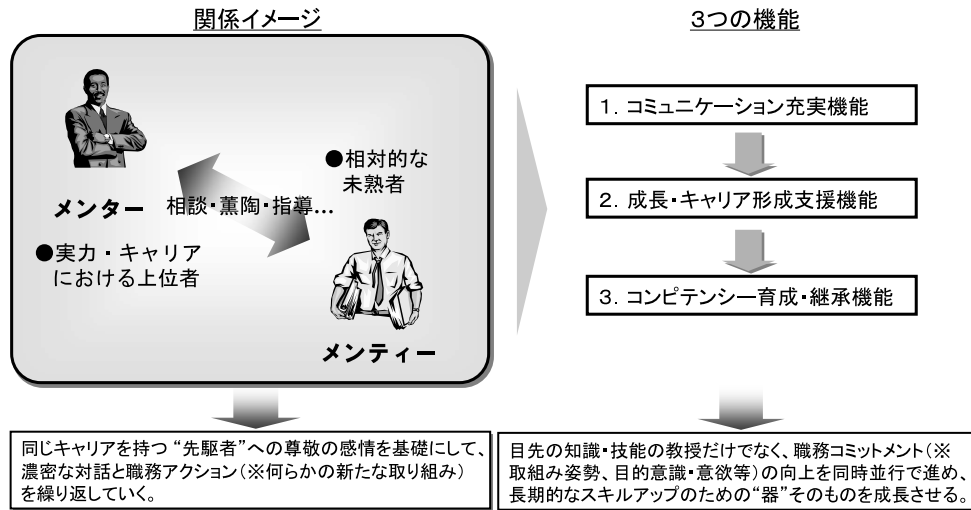 関係イメージ
メンター
●実力・キャリア
における上位者
相談・薫陶・指導…
●相対的な
未熟者
メンティー
同じキャリアを持つ“先駆者”への尊敬の感情を基礎にして、
濃密な対話と職務アクション(※何らかの新たな取り組み)
を繰り返していく。
3つの機能
1．コミュニケーション充実機能
2．成長・キャリア形成支援機能
3．コンピテンシー育成・継承機能
目先の知識・技能の教授だけでなく、職務コミットメント(※
取組み姿勢、目的意識・意欲等)の向上を同時並行で進め、
長期的なスキルアップのための“器”そのものを成長させる。